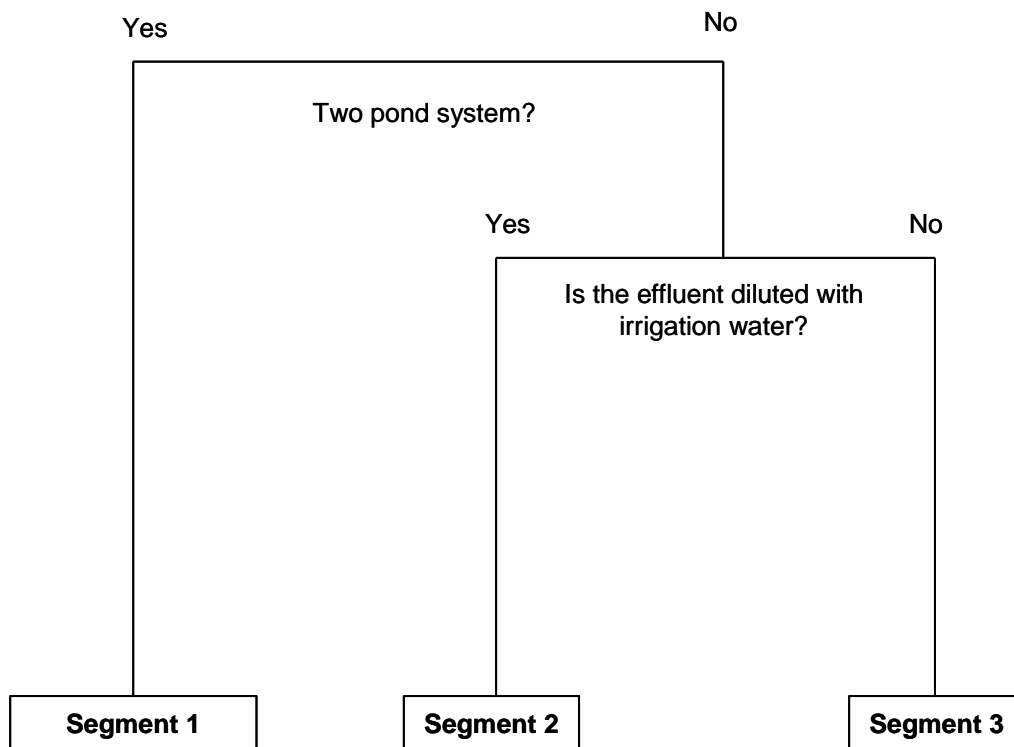 Yes
No
Two pond system?
Yes
No
Is the effluent diluted with
irrigation water?
Segment 1
Segment 2
Segment 3